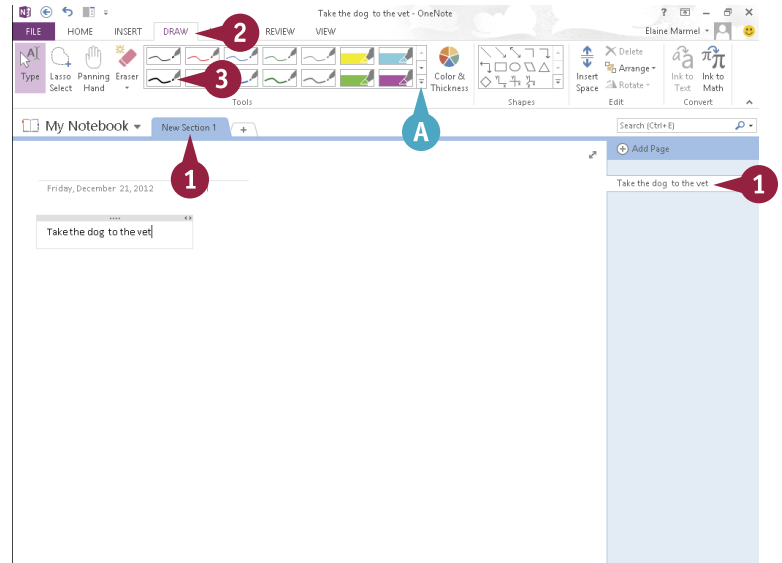 Take the dog to the vet - OneNote
FILE HOME INSERT DRAW 2 REVIEW VIEW Elaine Marmel
Type Lasso Select Panning Hand Eraser 3 Color & Thickness Insert Space Delete Arrange Rotate Ink to Text Ink to Math
Tools Shapes Edit Convert
A
My Notebook New Section 1 + Search (Ctrl+E)
Add Page
1
Take the dog to the vet 1
Friday, December 21, 2012
Take the dog to the vet